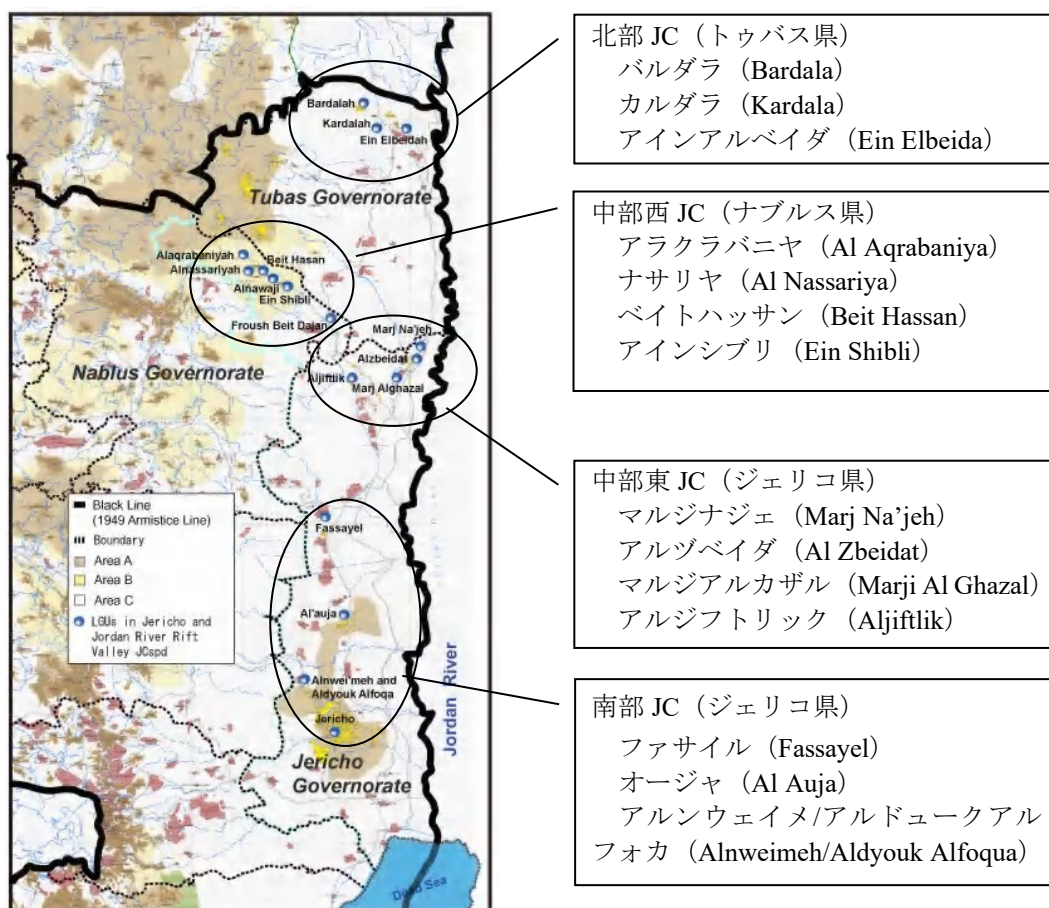 Bardalah
Kardalah
Ein Elbeidah
Tubas Governorate
Alaqrabaniyah
Beit Hasan
Alnassariyah
Alnawaji
Ein Shibli
Froush Beit Dajan
Marj Na'jeh
Alzbeidat
Nablus Governorate
Aljiftlik
Marj Alghazal
Black Line
(1949 Armistice Line)
Boundary
Area A
Area B
Area C
LGUs in Jericho and
Jordan River Rift
Valley JCspd
Fassayel
Al'auja
Alnwei'meh and
Aldyouk Alfoqa
Jericho
Jericho
Governorate
Jordan River
Dead Sea
北部 JC（トゥバス県）
バルダラ（Bardala）
カルダラ（Kardala）
アインアルベイダ（Ein Elbeida）
中部西 JC（ナブルス県）
アラクラバニヤ（Al Aqrabaniya）
ナサリヤ（Al Nassariya）
ベイトハッサン（Beit Hassan）
アインシブリ（Ein Shibli）
中部東 JC（ジェリコ県）
マルジナジェ（Marj Na’jeh）
アルヅベイダ（Al Zbeidat）
マルジアルカザル（Marji Al Ghazal）
アルジフトリック（Aljiftlik）
南部 JC（ジェリコ県）
ファサイル（Fassayel）
オージャ（Al Auja）
アルンウェイメ/アルドュークアル
フォカ（Alnweimeh/Aldyouk Alfoqua）